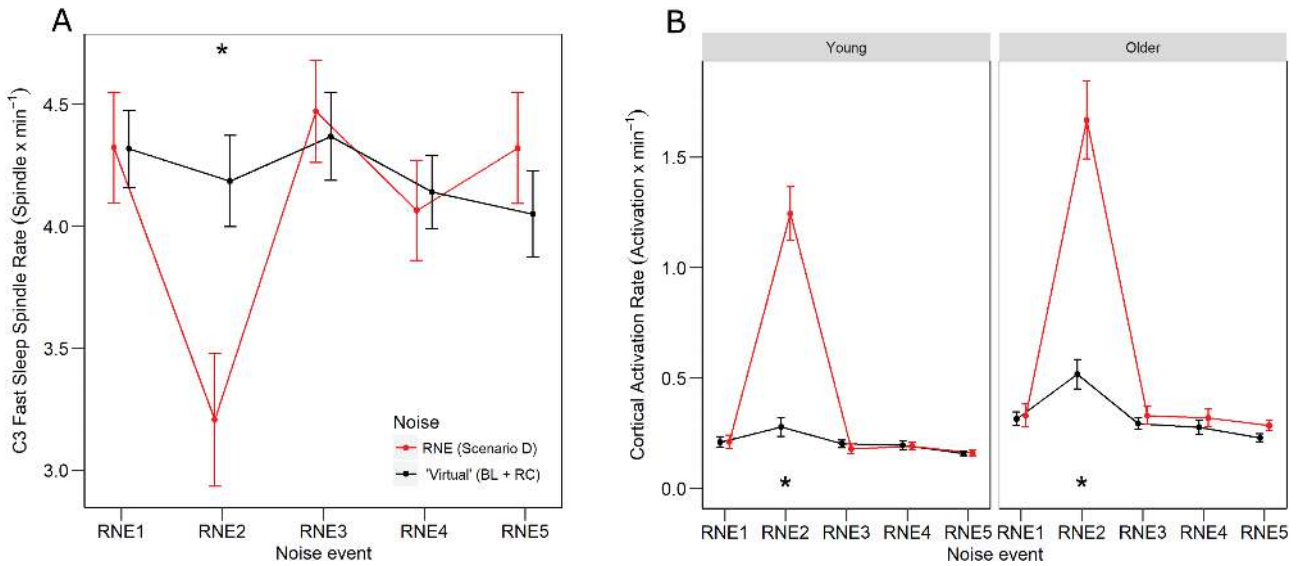 A
*
C3 Fast Sleep Spindle Rate (Spindle x min⁻¹)
4.5
4.0
3.5
3.0
Noise
RNE (Scenario D)
'Virtual' (BL + RC)
RNE1 RNE2 RNE3 RNE4 RNE5
Noise event
B
Young Older
Cortical Activation Rate (Activation x min⁻¹)
1.5
1.0
0.5
0.0
* *
RNE1 RNE2 RNE3 RNE4 RNE5 RNE1 RNE2 RNE3 RNE4 RNE5
Noise event